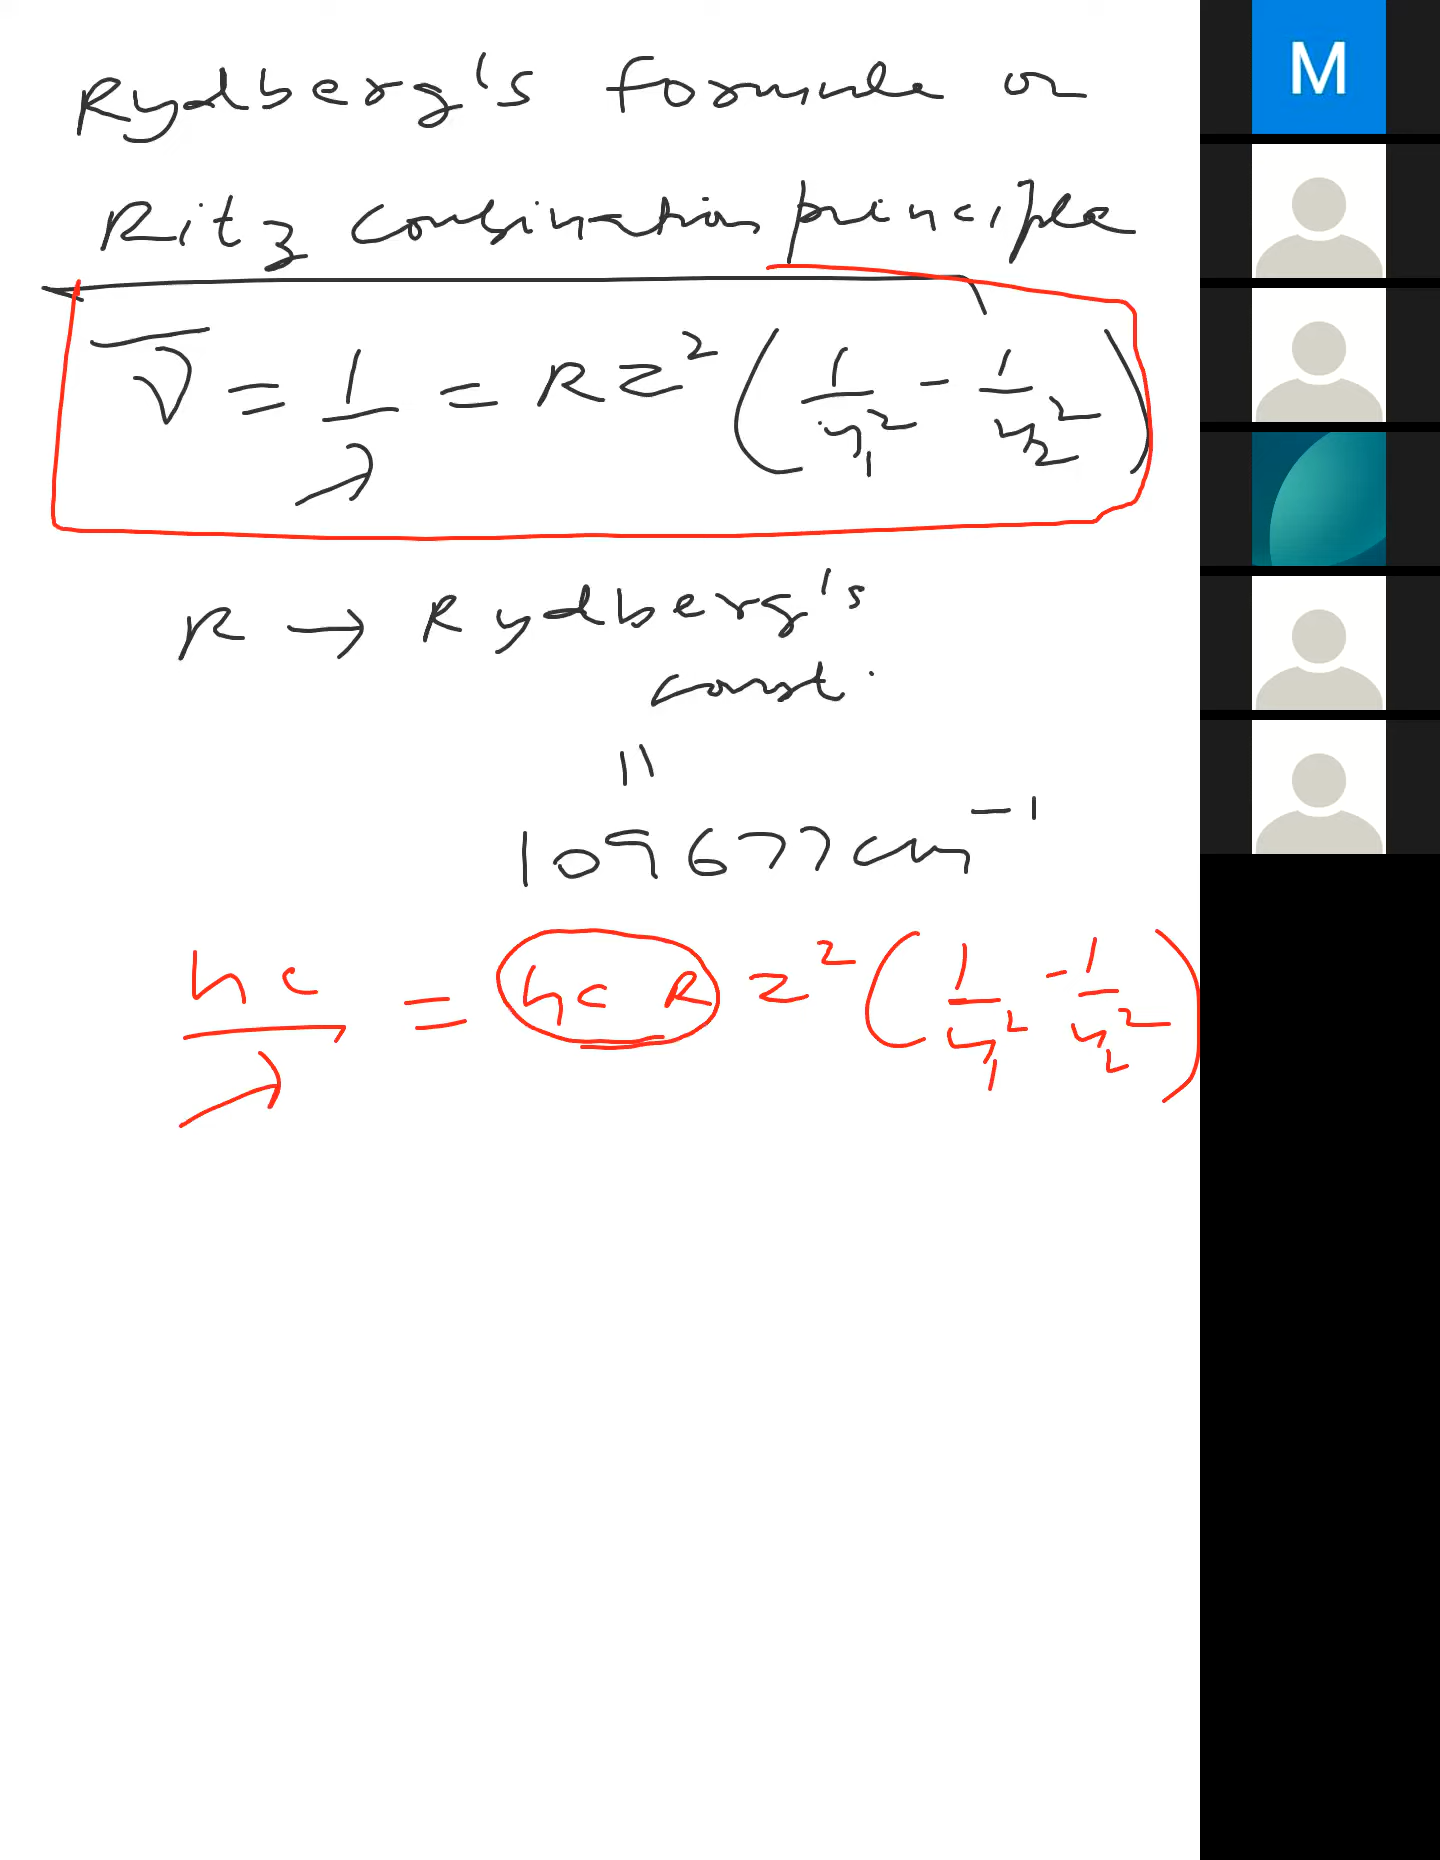 Rydberg's formula or
Ritz combination principle
ν̅ = 1/λ = RZ² (1/n₁² - 1/n₂²)
R → Rydberg's
const.
||
109677 cm⁻¹
hc/λ = hc R Z² (1/n₁² - 1/n₂²)
M